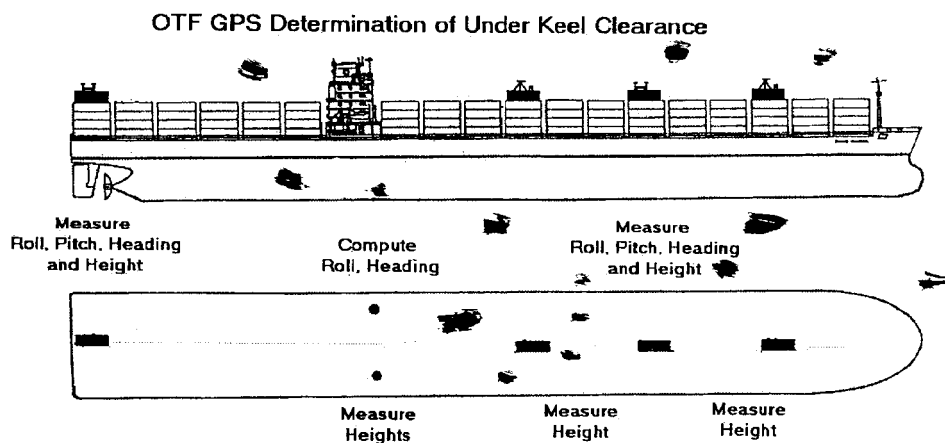 OTF GPS Determination of Under Keel Clearance
Measure
Roll, Pitch, Heading
and Height
Compute
Roll, Heading
Measure
Roll, Pitch, Heading
and Height
Measure
Heights
Measure
Height
Measure
Height